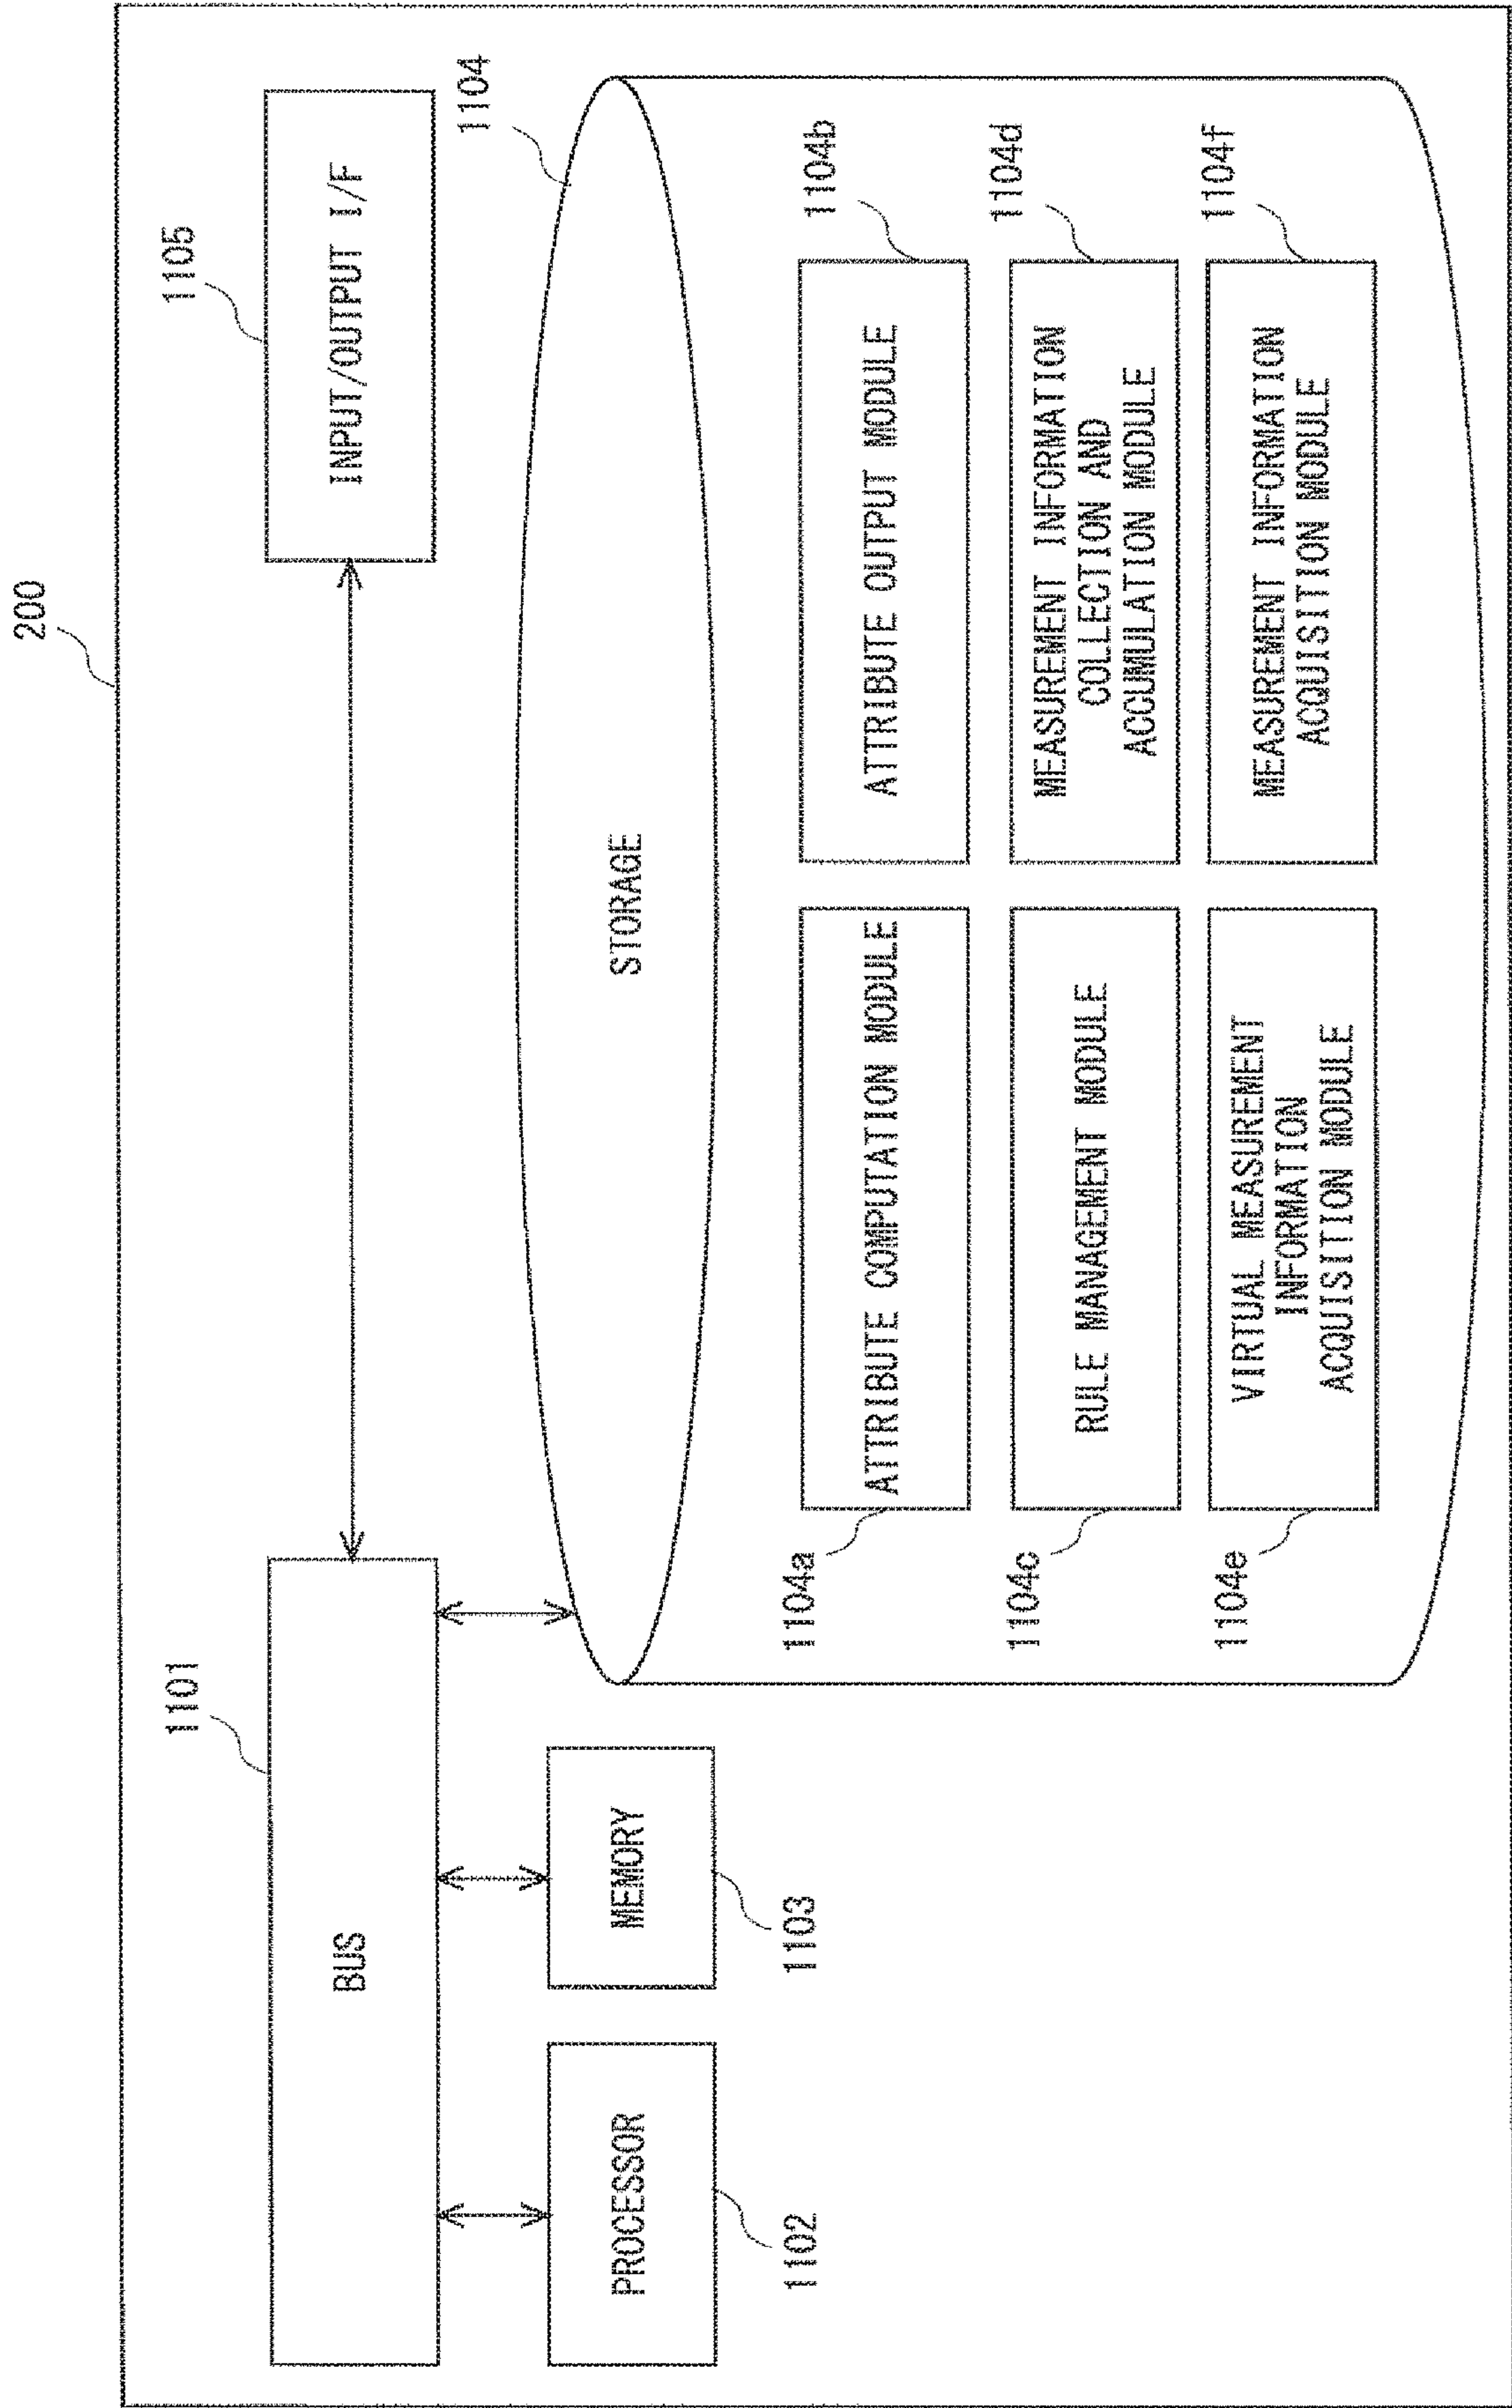 200
1101
BUS
1105
INPUT/OUTPUT I/F
PROCESSOR
1102
MEMORY
1103
1104
STORAGE
1104a
ATTRIBUTE COMPUTATION MODULE
ATTRIBUTE OUTPUT MODULE
1104b
1104c
RULE MANAGEMENT MODULE
MEASUREMENT INFORMATION
COLLECTION AND
ACCUMULATION MODULE
1104d
1104e
VIRTUAL MEASUREMENT
INFORMATION
ACQUISITION MODULE
MEASUREMENT INFORMATION
ACQUISITION MODULE
1104f